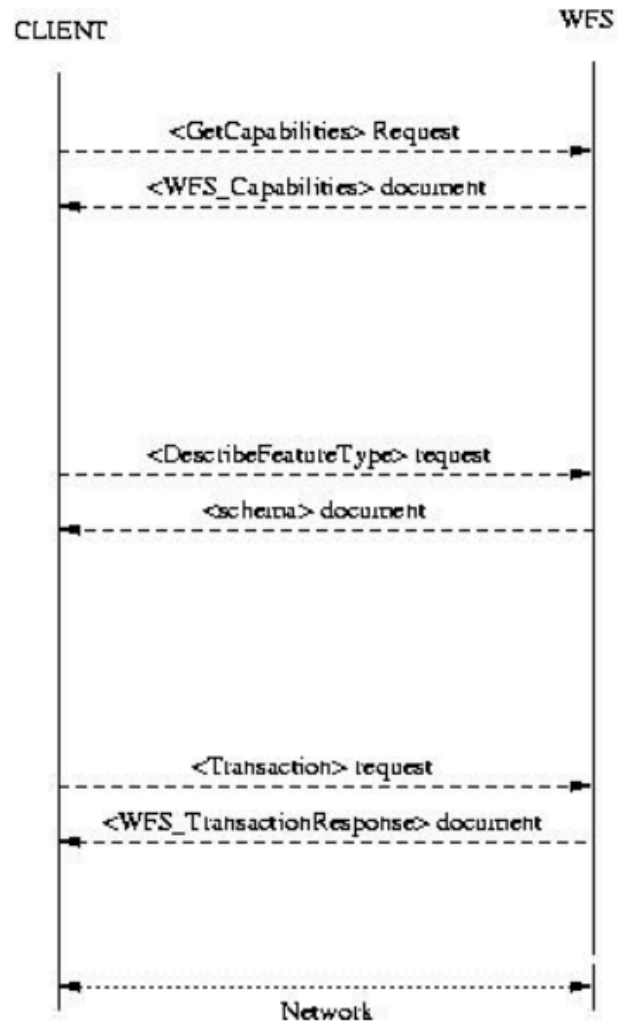 CLIENT
WFS
<GetCapabilities> Request
<WFS_Capabilities> document
<DescribeFeatureType> request
<schema> document
<Transaction> request
<WFS_TransactionResponse> document
Network